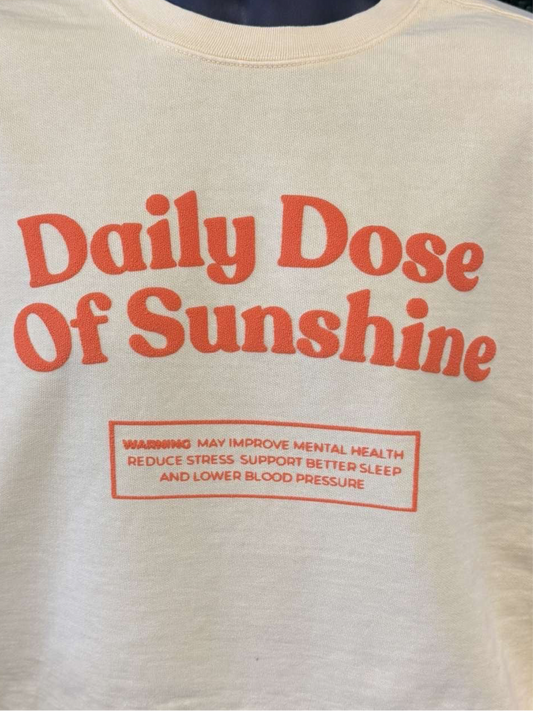 Daily Dose
Of Sunshine
WARNING MAY IMPROVE MENTAL HEALTH
REDUCE STRESS SUPPORT BETTER SLEEP
AND LOWER BLOOD PRESSURE